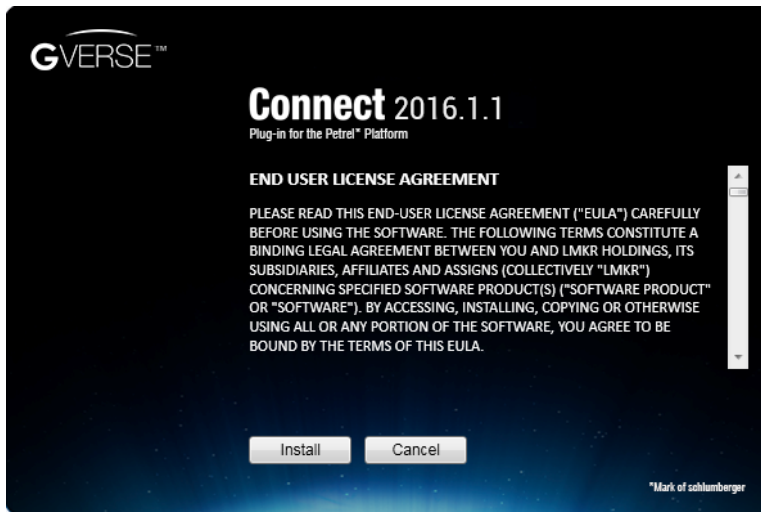 GVERSE™
Connect 2016.1.1
Plug-in for the Petrel* Platform
END USER LICENSE AGREEMENT
PLEASE READ THIS END-USER LICENSE AGREEMENT ("EULA") CAREFULLY
BEFORE USING THE SOFTWARE. THE FOLLOWING TERMS CONSTITUTE A
BINDING LEGAL AGREEMENT BETWEEN YOU AND LMKR HOLDINGS, ITS
SUBSIDIARIES, AFFILIATES AND ASSIGNS (COLLECTIVELY "LMKR")
CONCERNING SPECIFIED SOFTWARE PRODUCT(S) ("SOFTWARE PRODUCT"
OR "SOFTWARE"). BY ACCESSING, INSTALLING, COPYING OR OTHERWISE
USING ALL OR ANY PORTION OF THE SOFTWARE, YOU AGREE TO BE
BOUND BY THE TERMS OF THIS EULA.
Install Cancel
*Mark of schlumberger